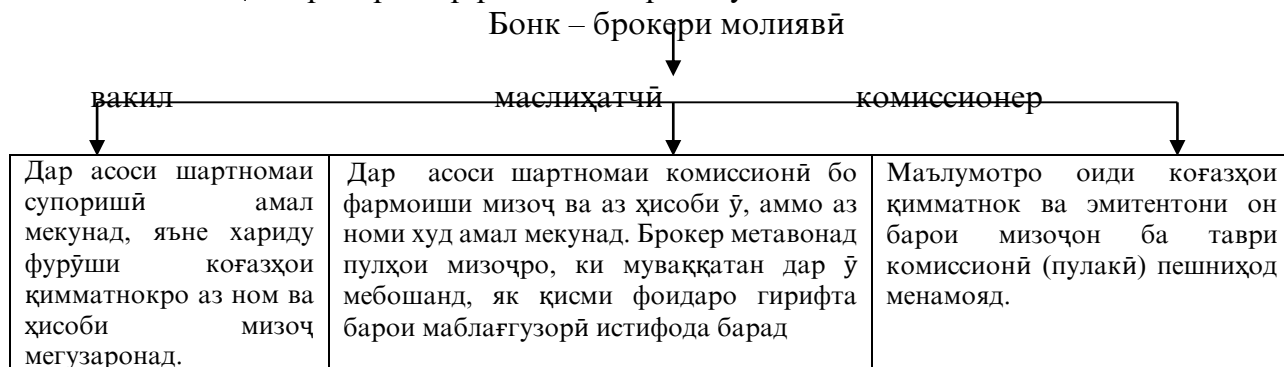 Бонк – брокери молиявӣ
вакил маслиҳатчӣ комиссионер
Дар асоси шартномаи
супоришӣ амал
мекунад, яъне хариду
фурӯши коғазҳои
қимматнокро аз ном ва
ҳисоби мизоҷ
мегузаронад.
Дар асоси шартномаи комиссионӣ бо
фармоиши мизоҷ ва аз ҳисоби ӯ, аммо аз
номи худ амал мекунад. Брокер метавонад
пулҳои мизоҷро, ки муваққатан дар ӯ
мебошанд, як қисми фоидаро гирифта
барои маблағгузорӣ истифода барад
Маълумотро оиди коғазҳои
қимматнок ва эмитентони он
барои мизоҷон ба таври
комиссионӣ (пулакӣ) пешниҳод
менамояд.